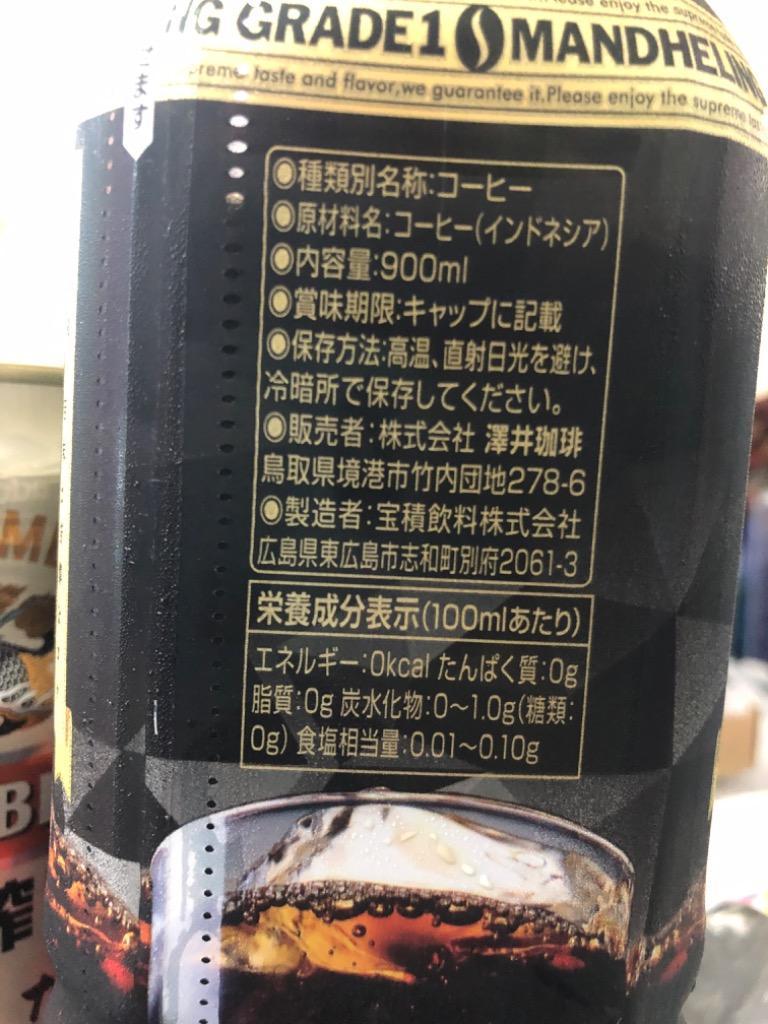 ase enjoy the supr
G GRADE1 MANDHELIN
reme taste and flavor,we guarantee it.Please enjoy the supreme tas
ます
◉種類別名称:コーヒー
◉原材料名:コーヒー(インドネシア)
◉内容量:900ml
◉賞味期限:キャップに記載
◉保存方法:高温、直射日光を避け、
冷暗所で保存してください。
◉販売者:株式会社 澤井珈琲
鳥取県境港市竹内団地278-6
◉製造者:宝積飲料株式会社
広島県東広島市志和町別府2061-3
栄養成分表示(100mlあたり)
エネルギー:0kcal たんぱく質:0g
脂質:0g 炭水化物:0〜1.0g(糖類:
0g) 食塩相当量:0.01〜0.10g